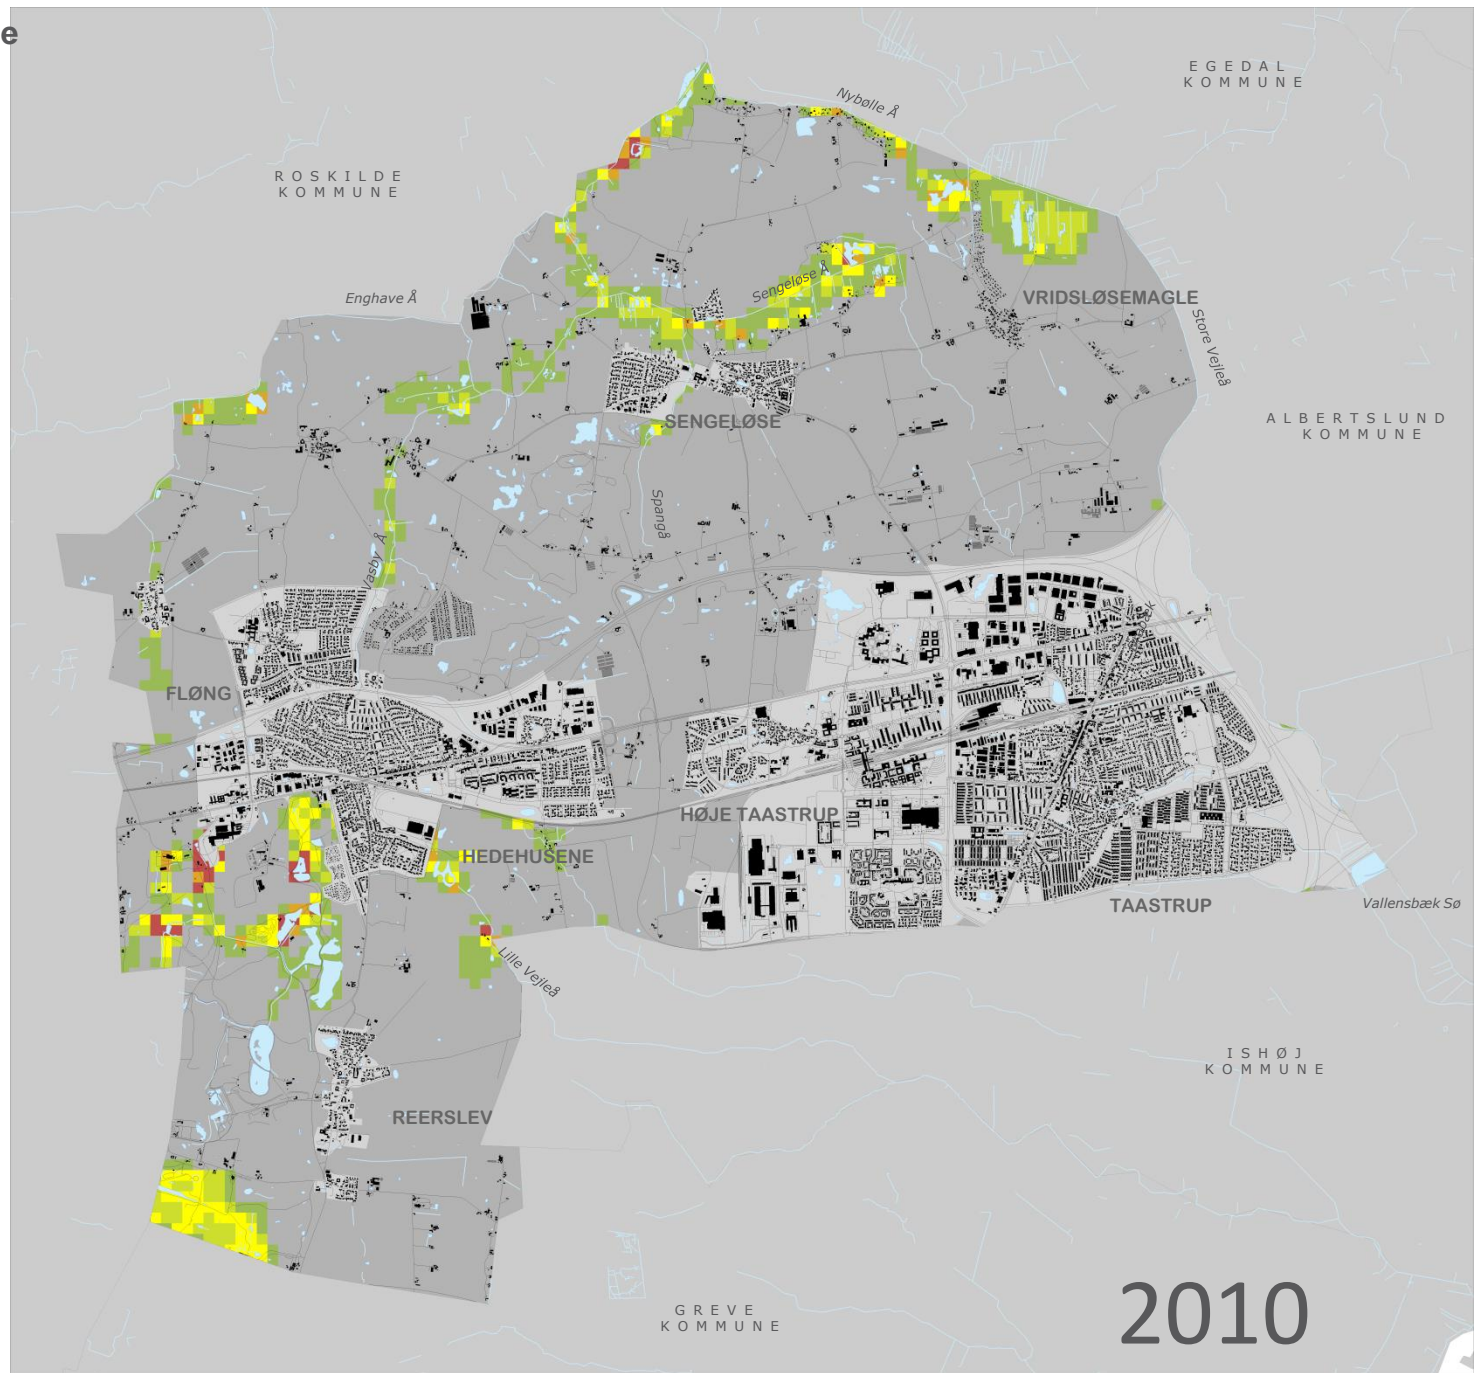 e
EGEDAL
KOMMUNE
Nybølle Å
ROSKILDE
KOMMUNE
Sengeløse Å
Enghave Å
VRIDSLØSEMAGLE
Store Vejleå
SENGELØSE
ALBERTSLUND
KOMMUNE
Spangå
Vasby Å
FLØNG
HØJE TAASTRUP
HEDEHUSENE
TAASTRUP
Vallensbæk Sø
Lille Vejleå
ISHØJ
KOMMUNE
REERSLEV
GREVE
KOMMUNE
2010